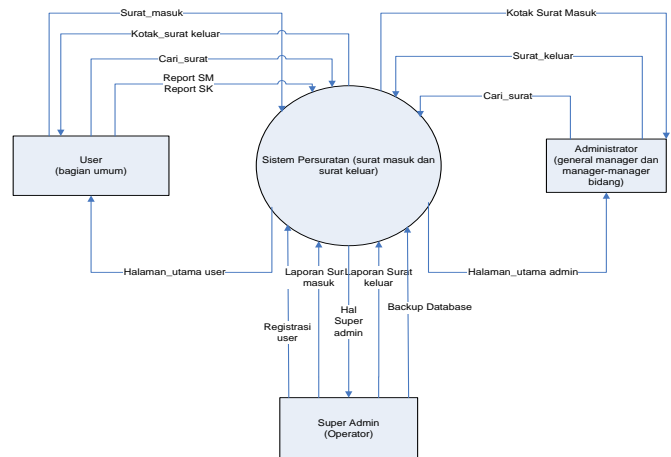 Surat_masuk
Kotak_surat keluar
Cari_surat
Report SM
Report SK
Kotak Surat Masuk
Surat_keluar
Cari_surat
User
(bagian umum)
Sistem Persuratan (surat masuk dan
surat keluar)
Administrator
(general manager dan
manager-manager
bidang)
Halaman_utama user
Laporan Sur
masuk
Laporan Surat
keluar
Halaman_utama admin
Registrasi
user
Hal
Super
admin
Backup Database
Super Admin
(Operator)